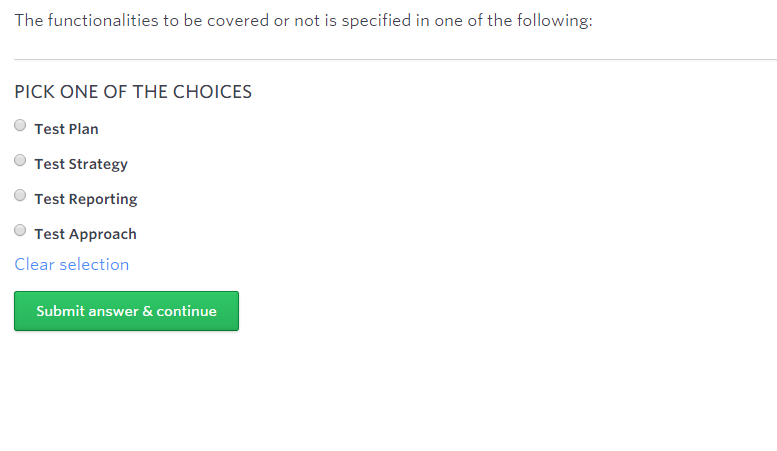 The functionalities to be covered or not is specified in one of the following:
PICK ONE OF THE CHOICES
Test Plan
Test Strategy
Test Reporting
Test Approach
Clear selection
Submit answer & continue